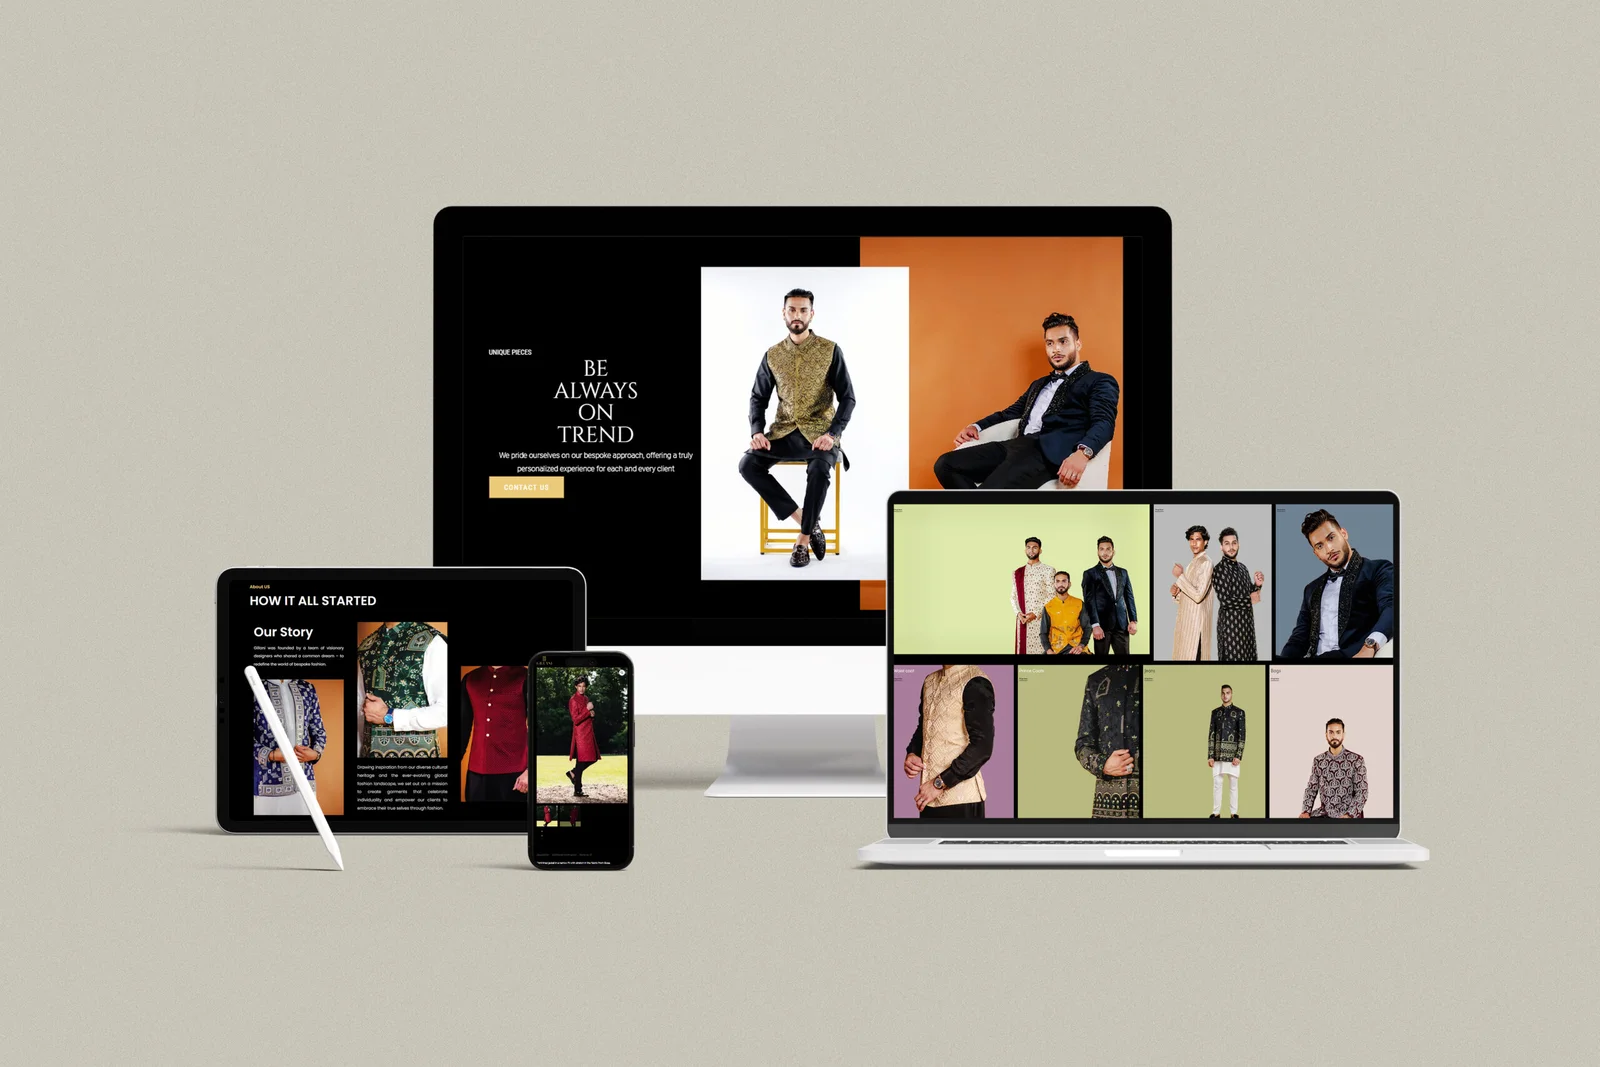 UNIQUE PIECES
BE
ALWAYS
ON
TREND
We pride ourselves on our bespoke approach, offering a truly
personalized experience for each and every client
CONTACT US
About US
HOW IT ALL STARTED
Our Story
was founded by a team of visionary
designers who shared a common dream – to
redefine the world of bespoke fashion.
Drawing inspiration from our diverse cultural
heritage and the ever-evolving global
fashion landscape, we set out on a mission
to create garments that celebrate
individuality and empower our clients to
embrace their true selves through fashion.